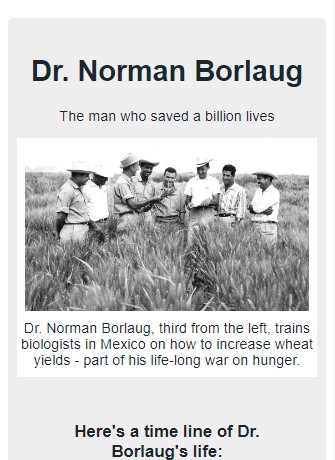 Dr. Norman Borlaug
The man who saved a billion lives
Dr. Norman Borlaug, third from the left, trains
biologists in Mexico on how to increase wheat
yields - part of his life-long war on hunger.
Here's a time line of Dr.
Borlaug's life: